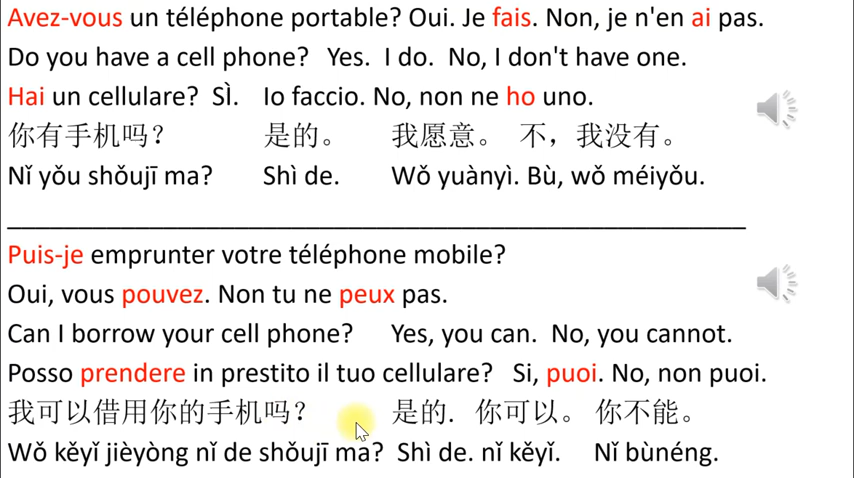 Avez-vous un téléphone portable? Oui. Je fais. Non, je n'en ai pas.
Do you have a cell phone? Yes. I do. No, I don't have one.
Hai un cellulare? SÌ. Io faccio. No, non ne ho uno.
你有手机吗? 是的。 我愿意。 不，我没有。
Nǐ yǒu shǒujī ma? Shì de. Wǒ yuànyì. Bù, wǒ méiyǒu.
Puis-je emprunter votre téléphone mobile?
Oui, vous pouvez. Non tu ne peux pas.
Can I borrow your cell phone? Yes, you can. No, you cannot.
Posso prendere in prestito il tuo cellulare? Si, puoi. No, non puoi.
我可以借用你的手机吗? 是的. 你可以。 你不能。
Wǒ kěyǐ jièyòng nǐ de shǒujī ma? Shì de. nǐ kěyǐ. Nǐ bùnéng.